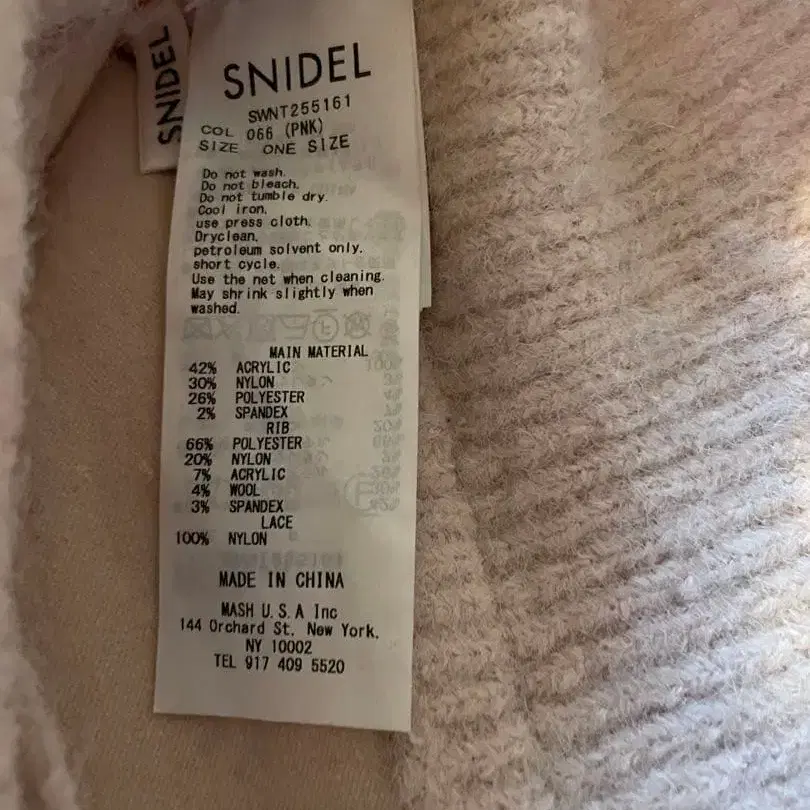 SNIDEL
SNIDEL
SWNT255161
COL 066 (PNK)
SIZE ONE SIZE
Do not wash.
Do not bleach.
Do not tumble dry.
Cool iron,
use press cloth.
Dryclean,
petroleum solvent only.
short cycle.
Use the net when cleaning.
May shrink slightly when
washed.
MAIN MATERIAL
42% ACRYLIC
30% NYLON
26% POLYESTER
2% SPANDEX
RIB
66% POLYESTER
20% NYLON
7% ACRYLIC
4% WOOL
3% SPANDEX
LACE
100% NYLON
MADE IN CHINA
MASH U.S.A Inc
144 Orchard St. New York,
NY 10002
TEL 917 409 5520